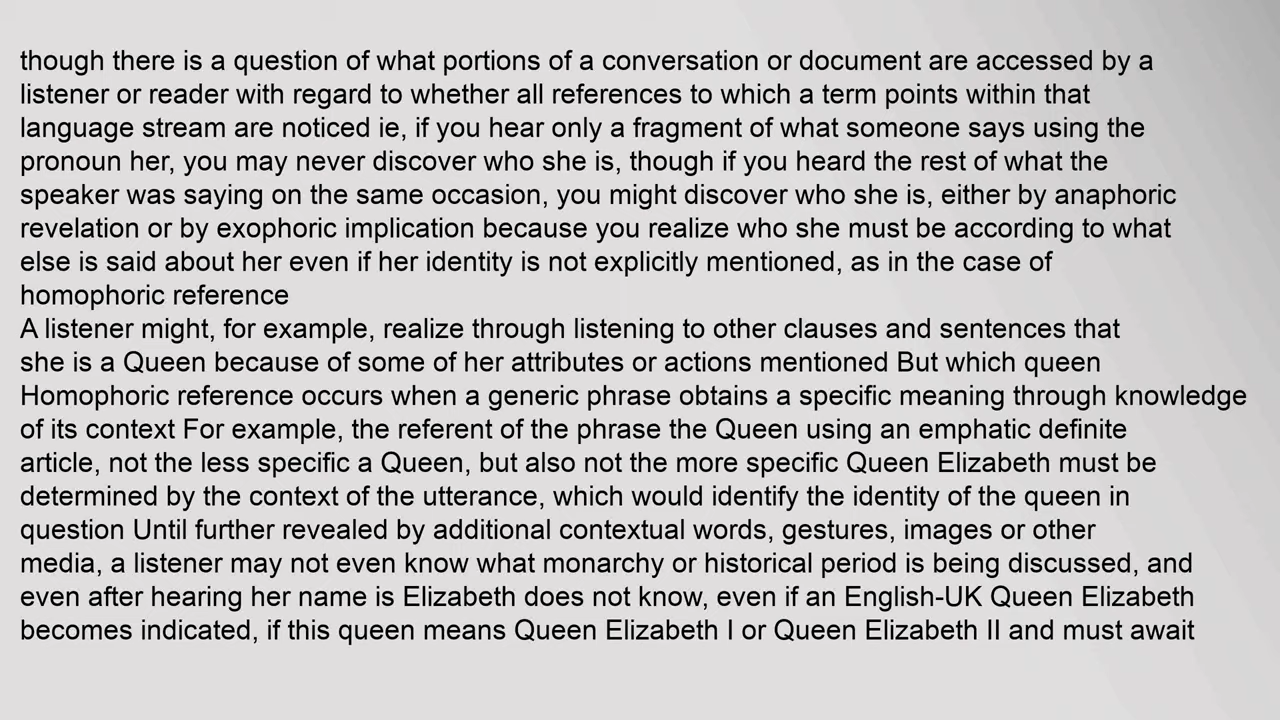 though there is a question of what portions of a conversation or document are accessed by a
listener or reader with regard to whether all references to which a term points within that
language stream are noticed ie, if you hear only a fragment of what someone says using the
pronoun her, you may never discover who she is, though if you heard the rest of what the
speaker was saying on the same occasion, you might discover who she is, either by anaphoric
revelation or by exophoric implication because you realize who she must be according to what
else is said about her even if her identity is not explicitly mentioned, as in the case of
homophoric reference
A listener might, for example, realize through listening to other clauses and sentences that
she is a Queen because of some of her attributes or actions mentioned But which queen
Homophoric reference occurs when a generic phrase obtains a specific meaning through knowledge
of its context For example, the referent of the phrase the Queen using an emphatic definite
article, not the less specific a Queen, but also not the more specific Queen Elizabeth must be
determined by the context of the utterance, which would identify the identity of the queen in
question Until further revealed by additional contextual words, gestures, images or other
media, a listener may not even know what monarchy or historical period is being discussed, and
even after hearing her name is Elizabeth does not know, even if an English-UK Queen Elizabeth
becomes indicated, if this queen means Queen Elizabeth I or Queen Elizabeth II and must await